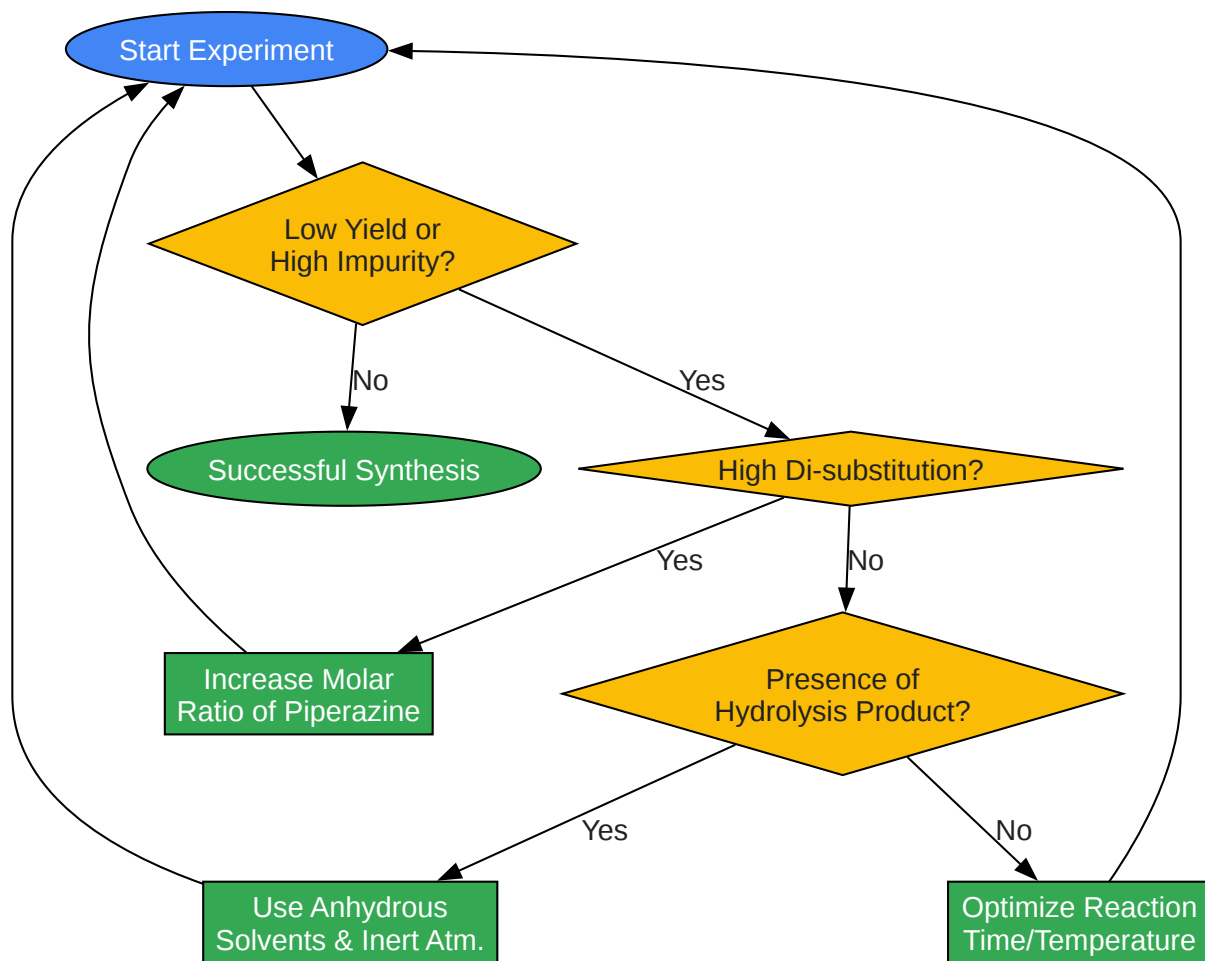 Start Experiment
Low Yield or
High Impurity?
No
Yes
Successful Synthesis
High Di-substitution?
Yes
No
Increase Molar
Ratio of Piperazine
Presence of
Hydrolysis Product?
Yes
No
Use Anhydrous
Solvents & Inert Atm.
Optimize Reaction
Time/Temperature